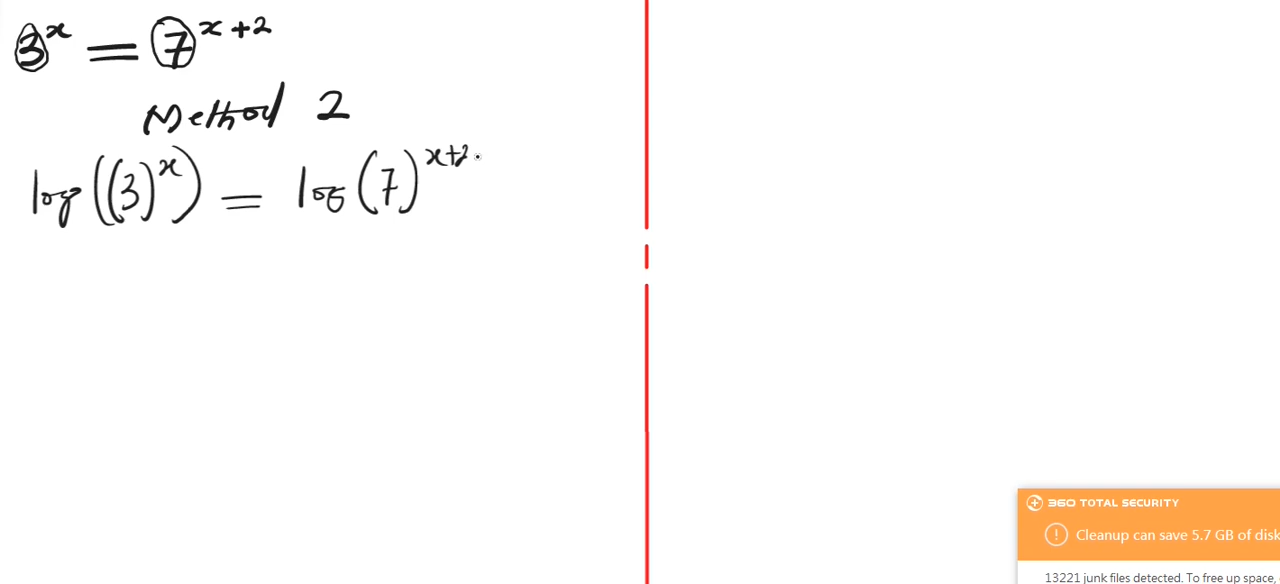 3^x = 7^x+2
Method 2
log((3)^x) = log(7)^x+2
360 TOTAL SECURITY
Cleanup can save 5.7 GB of disk
13221 junk files detected. To free up space,